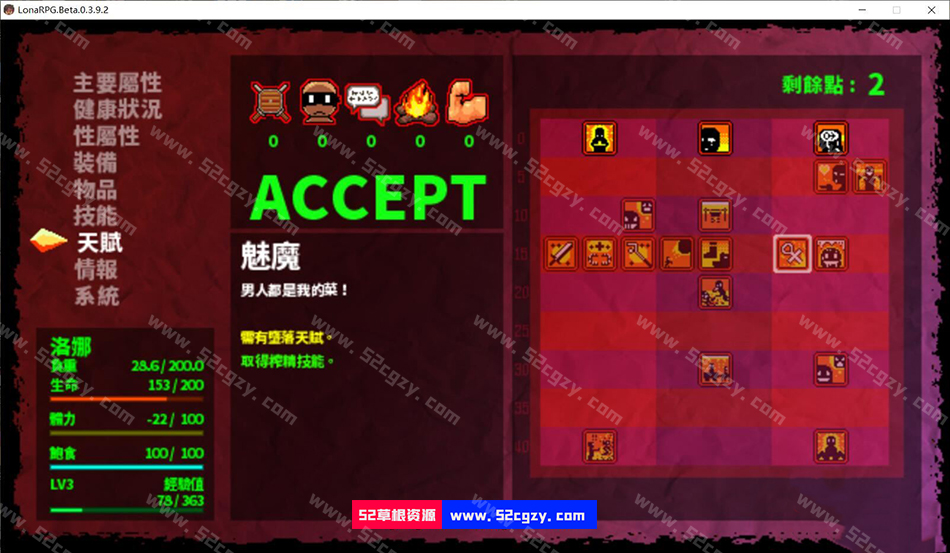 LonaRPG.Beta.0.3.9.2
主要屬性
健康狀況
性屬性
裝備
物品
技能
天賦
情報
系統
洛娜
負重 28.6 / 200.0
生命 153 / 200
體力 -22 / 100
飽食 100 / 100
LV3 經驗值
78 / 363
0 0 0 0 0
ACCEPT
魅魔
男人都是我的菜！
需有墮落天賦。
取得榨精技能。
剩餘點： 2
0
5
10
15
20
25
30
35
40
52草根资源 www.52cgzy.com
www.52cgzy.com